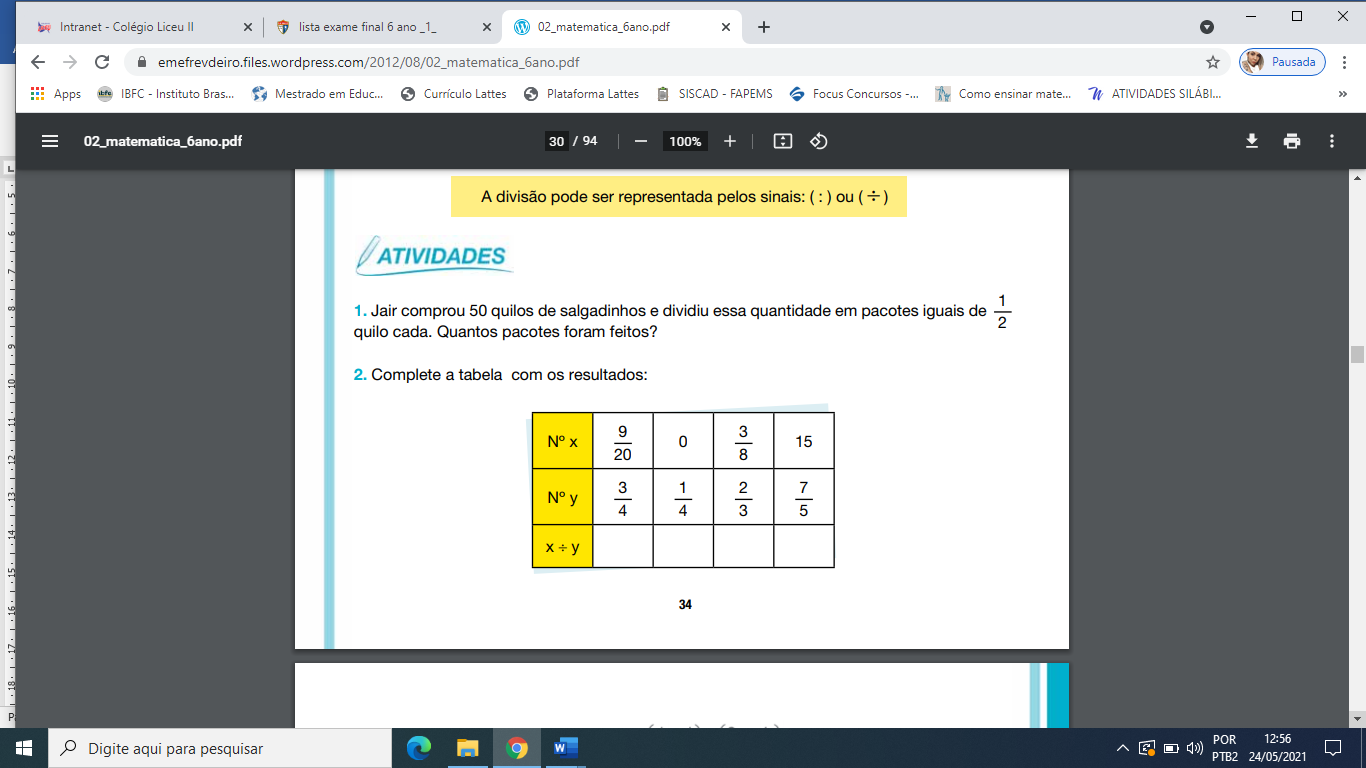 Intranet - Colégio Liceu II
lista exame final 6 ano _1_
02_matematica_6ano.pdf
emefrevdeiro.files.wordpress.com/2012/08/02_matematica_6ano.pdf
Pausada
Apps
IBFC - Instituto Bras...
Mestrado em Educ...
Currículo Lattes
Plataforma Lattes
SISCAD - FAPEMS
Focus Concursos -...
Como ensinar mate...
ATIVIDADES SILÁBI...
»
02_matematica_6ano.pdf
30 / 94
100%
A divisão pode ser representada pelos sinais: ( : ) ou ( ÷ )
ATIVIDADES
1. Jair comprou 50 quilos de salgadinhos e dividiu essa quantidade em pacotes iguais de 1/2
quilo cada. Quantos pacotes foram feitos?
2. Complete a tabela com os resultados:
Nº x 9/20 0 3/8 15
Nº y 3/4 1/4 2/3 7/5
x ÷ y
34
Digite aqui para pesquisar
POR
PTB2
12:56
24/05/2021